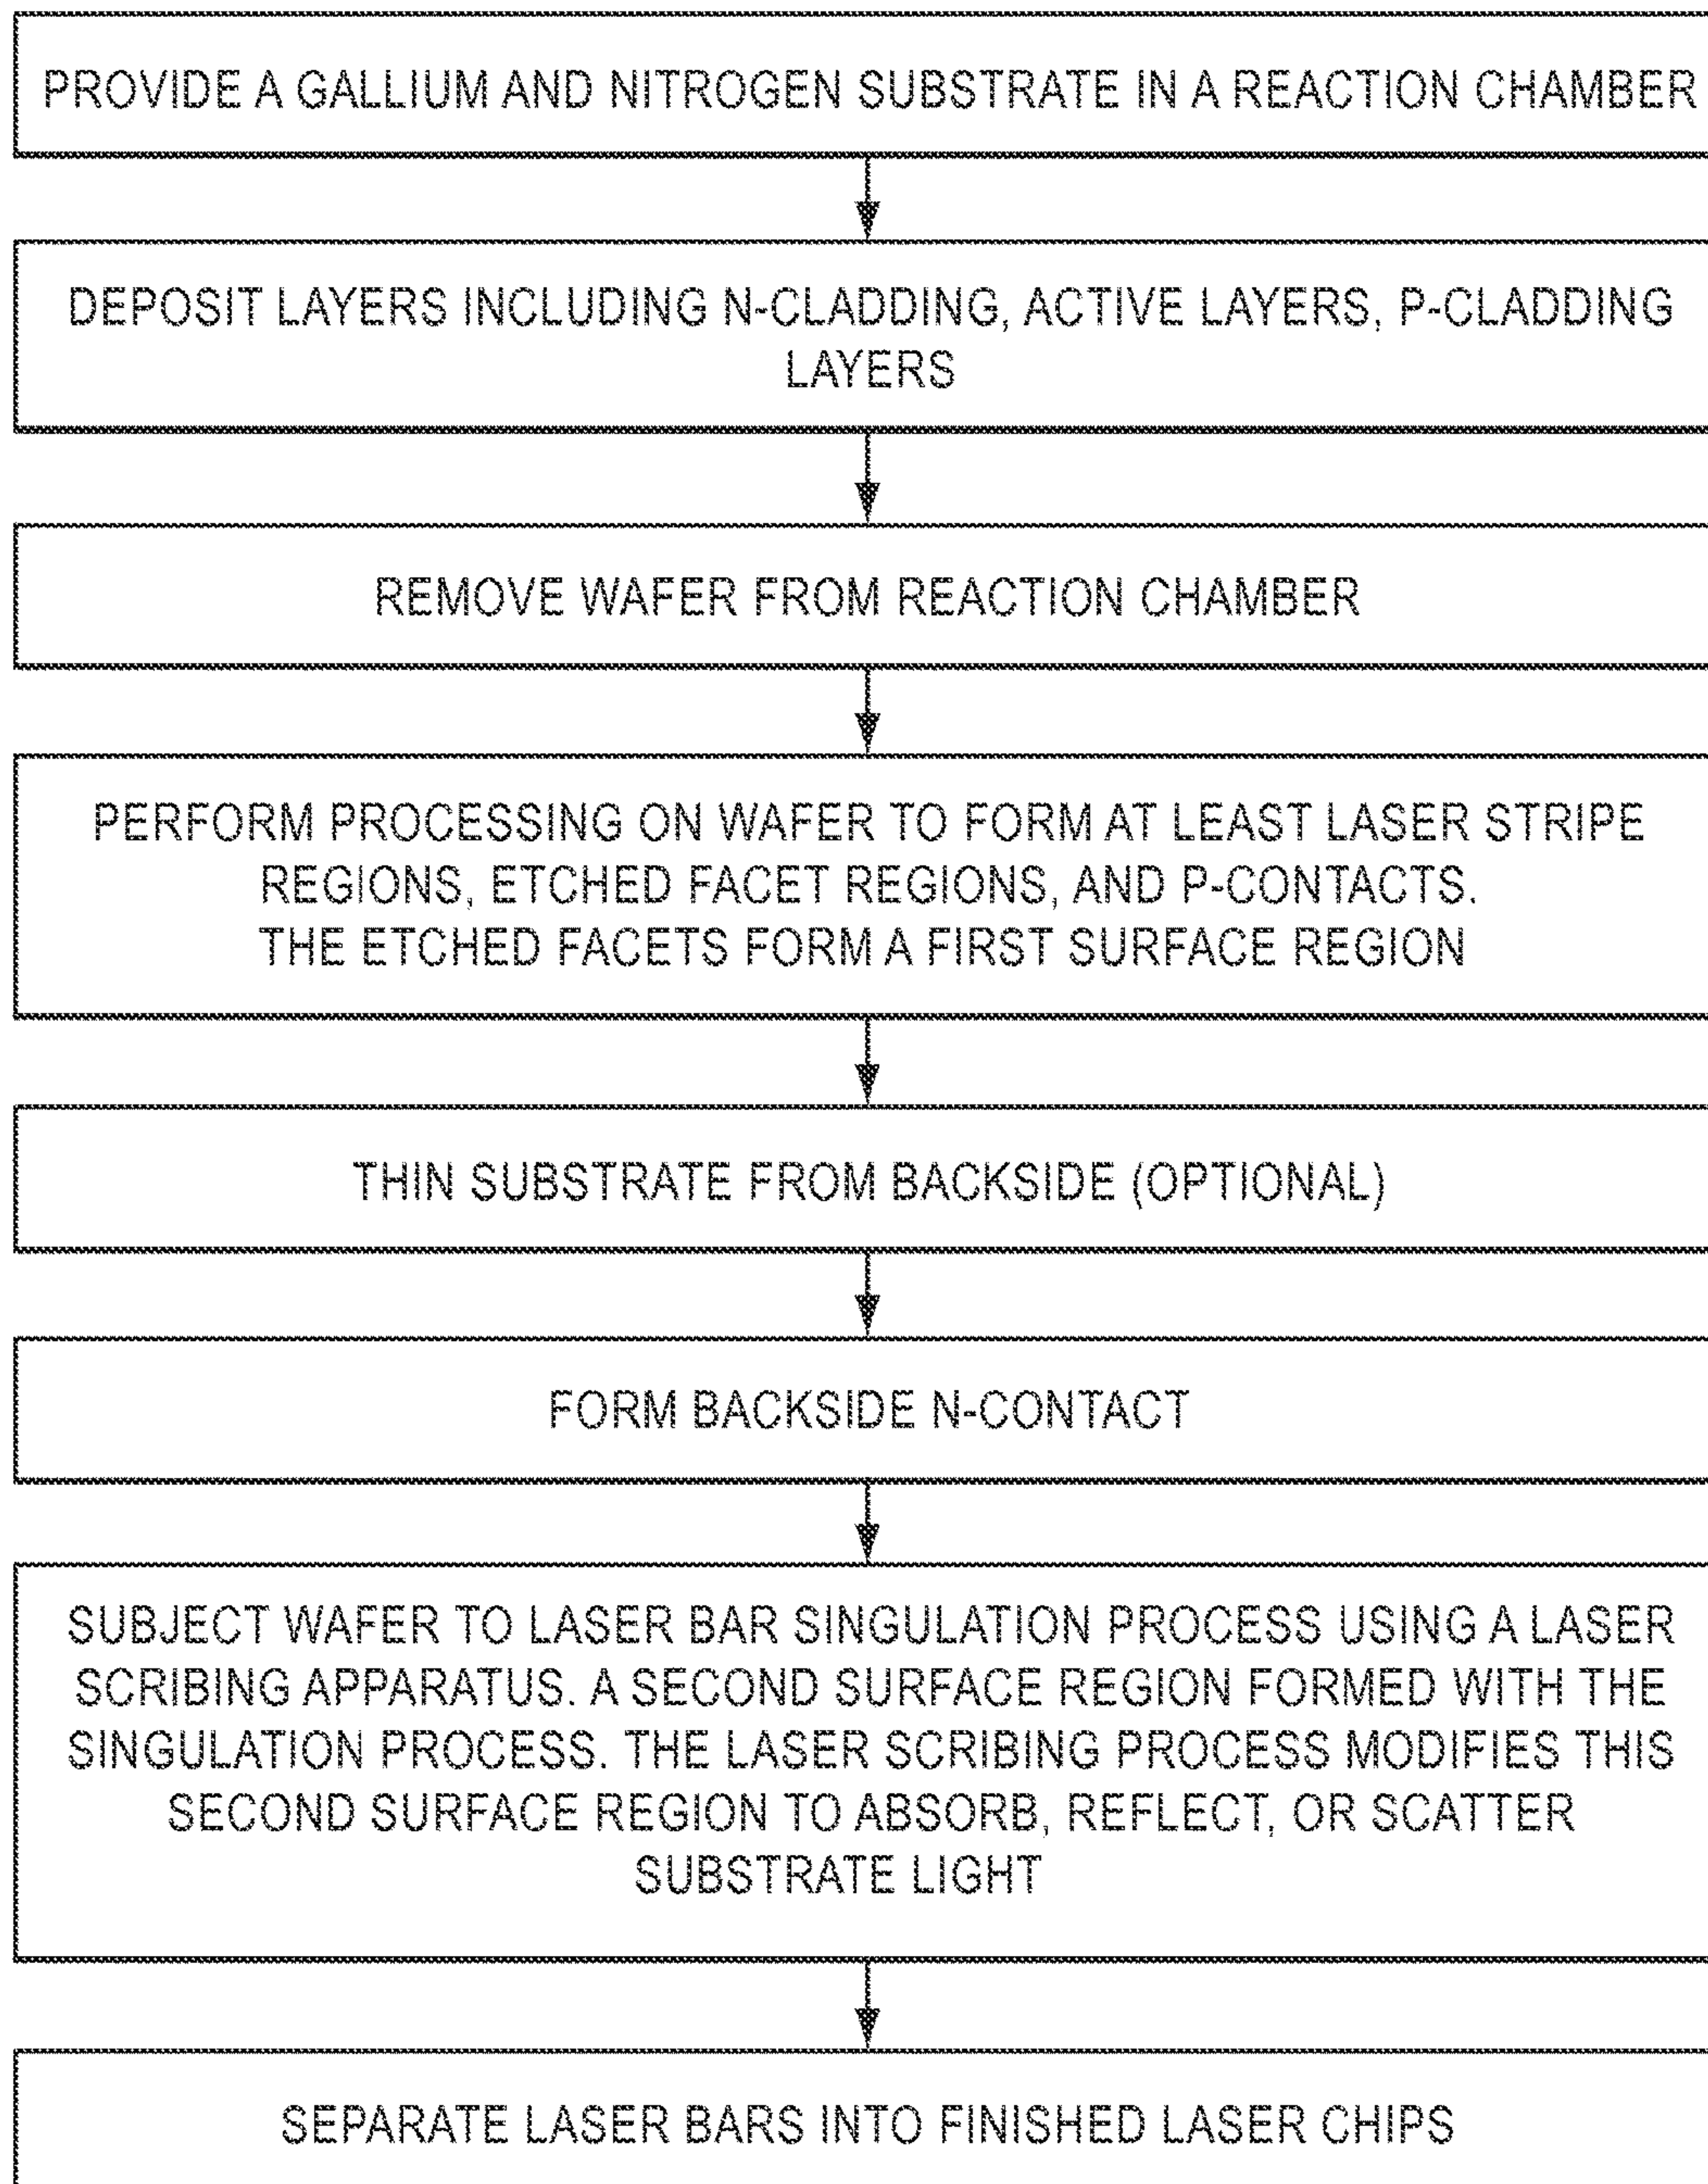 PROVIDE A GALLIUM AND NITROGEN SUBSTRATE IN A REACTION CHAMBER
DEPOSIT LAYERS INCLUDING N-CLADDING, ACTIVE LAYERS, P-CLADDING
LAYERS
REMOVE WAFER FROM REACTION CHAMBER
PERFORM PROCESSING ON WAFER TO FORM AT LEAST LASER STRIPE
REGIONS, ETCHED FACET REGIONS, AND P-CONTACTS.
THE ETCHED FACETS FORM A FIRST SURFACE REGION
THIN SUBSTRATE FROM BACKSIDE (OPTIONAL)
FORM BACKSIDE N-CONTACT
SUBJECT WAFER TO LASER BAR SINGULATION PROCESS USING A LASER
SCRIBING APPARATUS. A SECOND SURFACE REGION FORMED WITH THE
SINGULATION PROCESS. THE LASER SCRIBING PROCESS MODIFIES THIS
SECOND SURFACE REGION TO ABSORB, REFLECT, OR SCATTER
SUBSTRATE LIGHT
SEPARATE LASER BARS INTO FINISHED LASER CHIPS